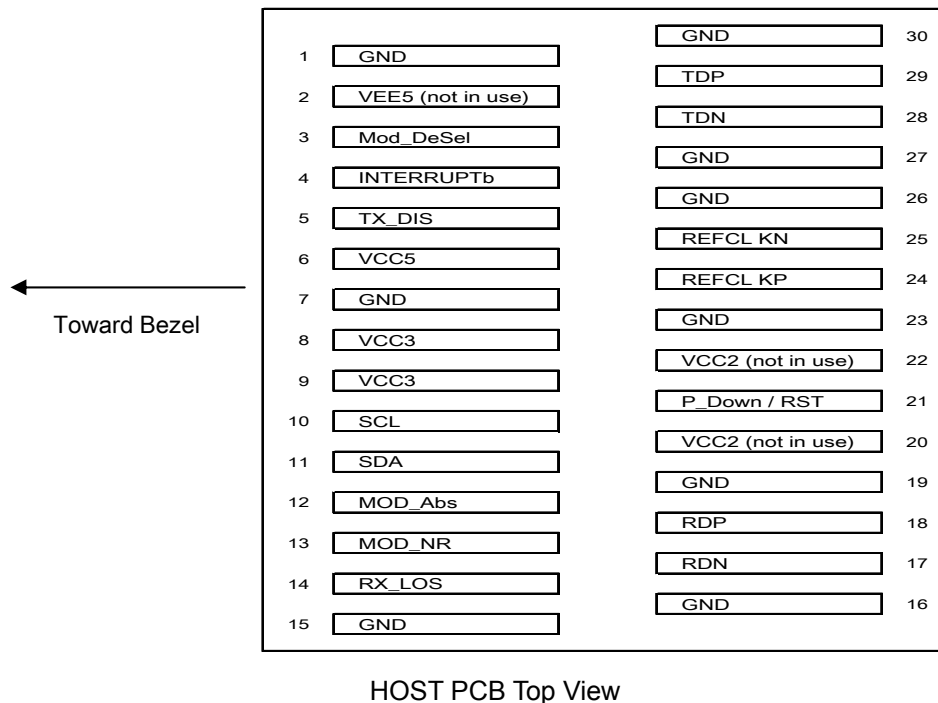 1 GND
2 VEE5 (not in use)
3 Mod_DeSel
4 INTERRUPTb
5 TX_DIS
6 VCC5
7 GND
8 VCC3
9 VCC3
10 SCL
11 SDA
12 MOD_Abs
13 MOD_NR
14 RX_LOS
15 GND
GND 30
TDP 29
TDN 28
GND 27
GND 26
REFCL KN 25
REFCL KP 24
GND 23
VCC2 (not in use) 22
P_Down / RST 21
VCC2 (not in use) 20
GND 19
RDP 18
RDN 17
GND 16
Toward Bezel
HOST PCB Top View